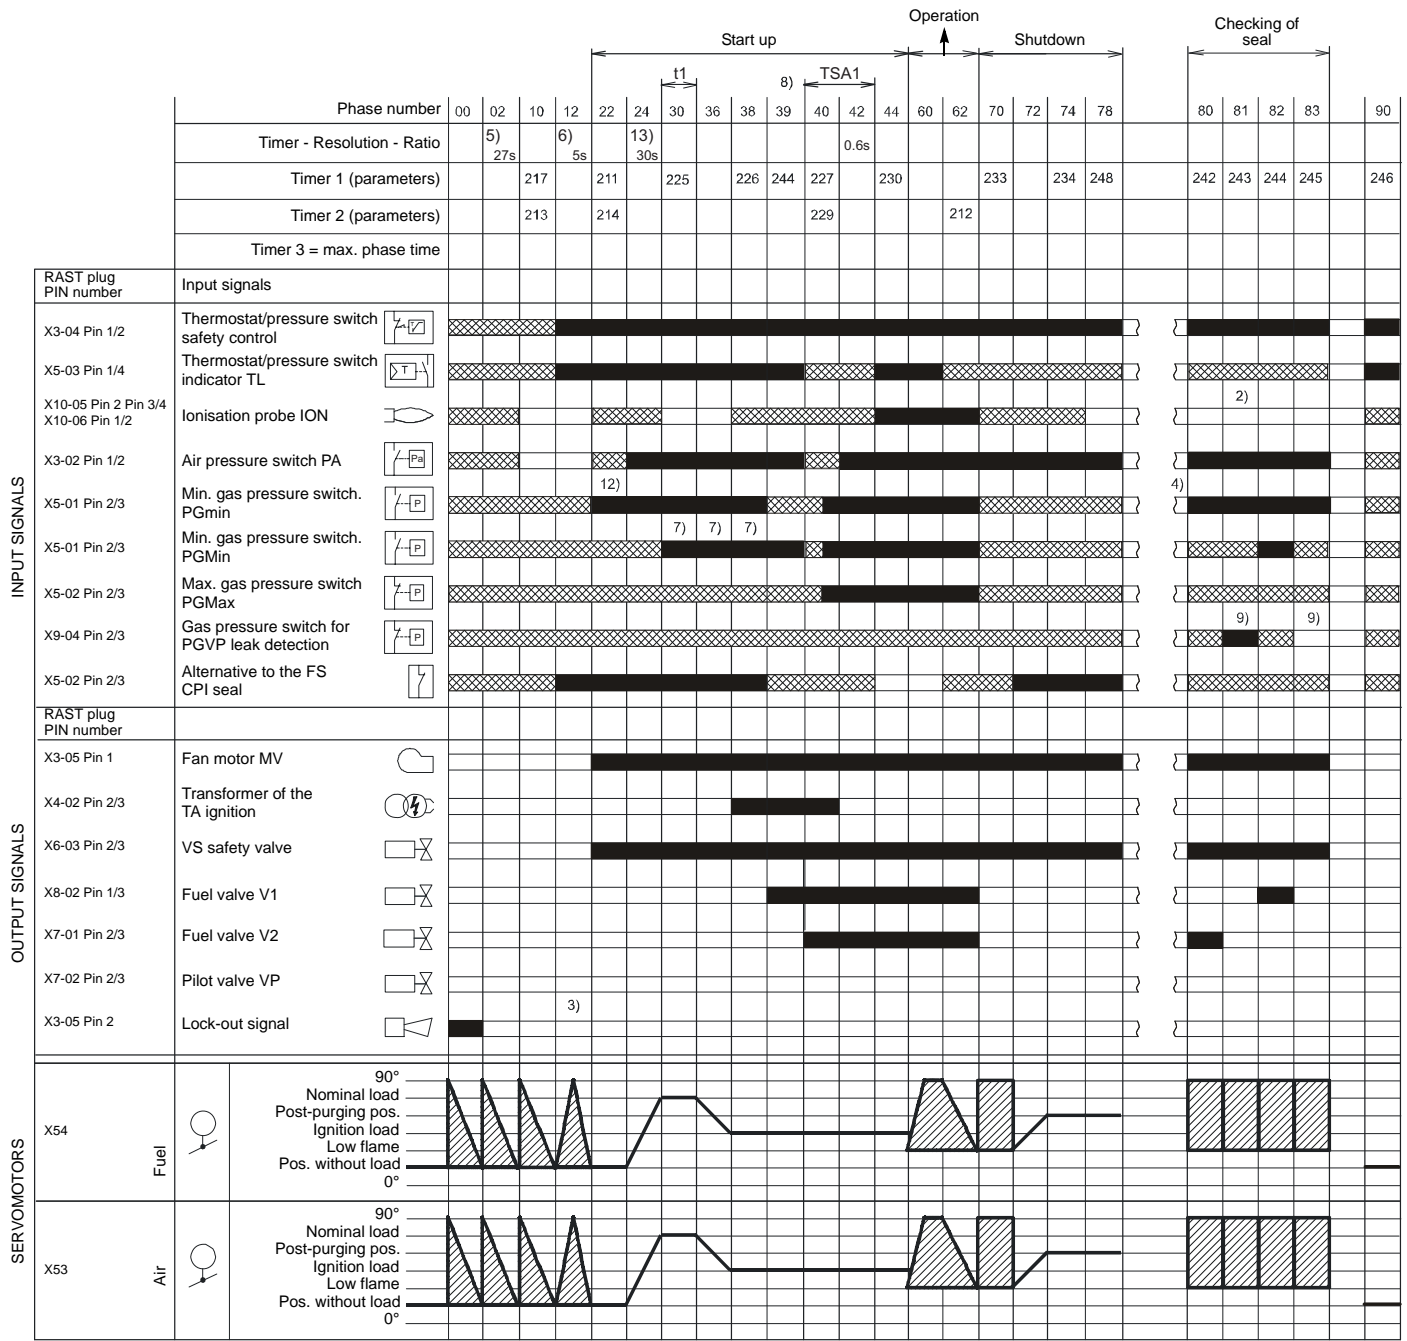 Operation
Start up
Shutdown
Checking of
seal
t1
8)
TSA1
Phase number 00 02 10 12 22 24 30 36 38 39 40 42 44 60 62 70 72 74 78 80 81 82 83 90
Timer - Resolution - Ratio 5) 27s 6) 5s 13) 30s 0.6s
Timer 1 (parameters) 217 211 225 226 244 227 230 233 234 248 242 243 244 245 246
Timer 2 (parameters) 213 214 229 212
Timer 3 = max. phase time
RAST plug
PIN number
Input signals
INPUT SIGNALS
X3-04 Pin 1/2
Thermostat/pressure switch
safety control
X5-03 Pin 1/4
Thermostat/pressure switch
indicator TL
T
X10-05 Pin 2 Pin 3/4
X10-06 Pin 1/2
Ionisation probe ION
2)
X3-02 Pin 1/2
Air pressure switch PA
Pa
12)
4)
X5-01 Pin 2/3
Min. gas pressure switch.
PGmin
P
7) 7) 7)
X5-01 Pin 2/3
Min. gas pressure switch.
PGMin
P
X5-02 Pin 2/3
Max. gas pressure switch
PGMax
P
9) 9)
X9-04 Pin 2/3
Gas pressure switch for
PGVP leak detection
P
X5-02 Pin 2/3
Alternative to the FS
CPI seal
RAST plug
PIN number
OUTPUT SIGNALS
X3-05 Pin 1
Fan motor MV
X4-02 Pin 2/3
Transformer of the
TA ignition
X6-03 Pin 2/3
VS safety valve
X8-02 Pin 1/3
Fuel valve V1
X7-01 Pin 2/3
Fuel valve V2
X7-02 Pin 2/3
Pilot valve VP
3)
X3-05 Pin 2
Lock-out signal
SERVOMOTORS
X54
Fuel
90°
Nominal load
Post-purging pos.
Ignition load
Low flame
Pos. without load
0°
X53
Air
90°
Nominal load
Post-purging pos.
Ignition load
Low flame
Pos. without load
0°